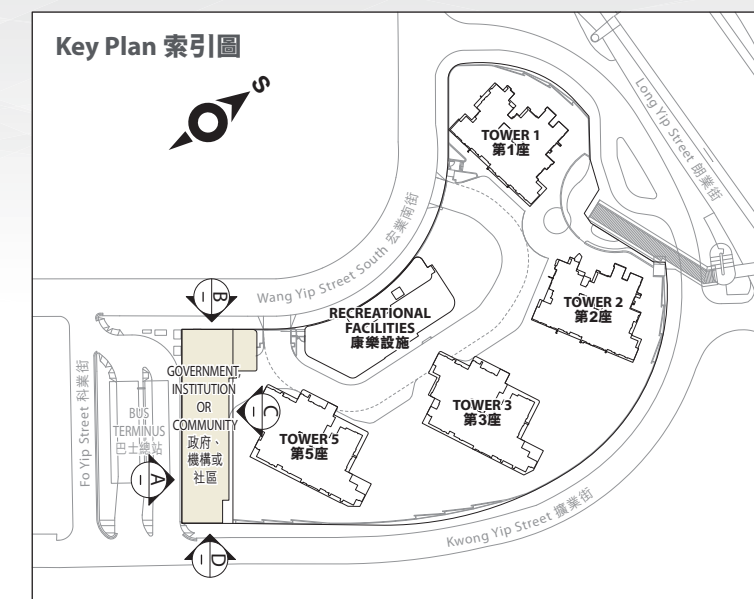 Key Plan 索引圖
S
TOWER 1
第1座
Long Yip Street 朗業街
Wang Yip Street South 宏業南街
B
–
RECREATIONAL
FACILITIES
康樂設施
TOWER 2
第2座
GOVERNMENT,
INSTITUTION
OR
COMMUNITY
政府、
機構或
社區
C
–
TOWER 3
第3座
TOWER 5
第5座
Fo Yip Street 科業街
BUS
TERMINUS
巴士總站
A
–
D
–
Kwong Yip Street 擴業街